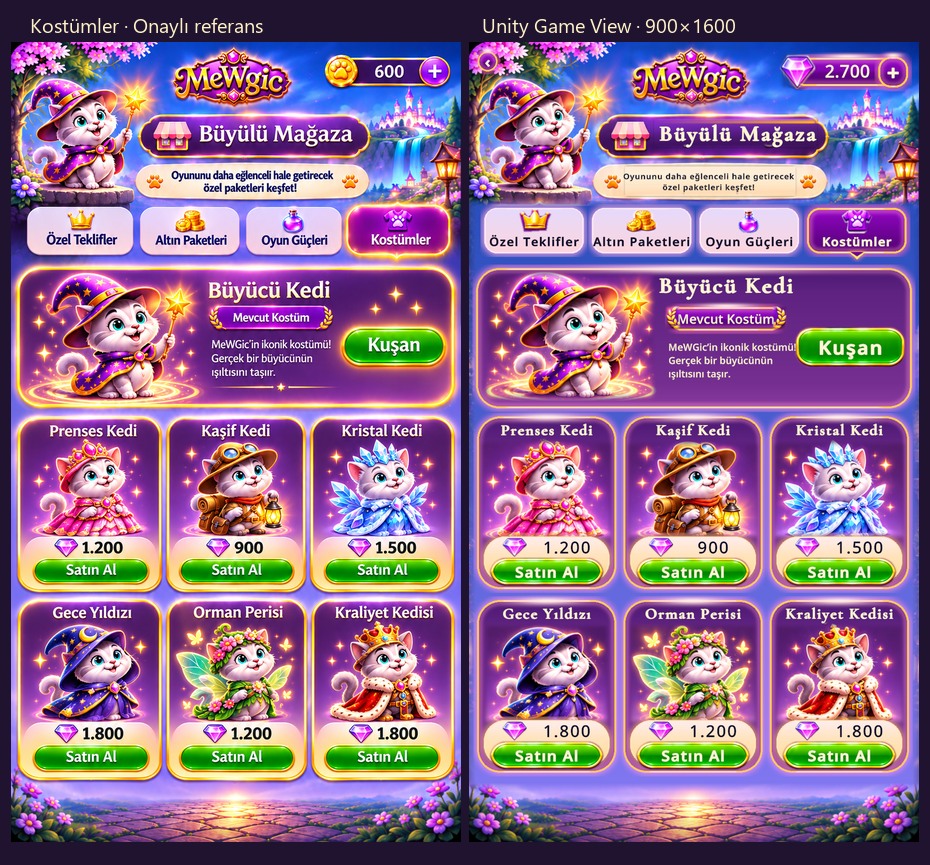 Kostümler · Onaylı referans
MeWgic
600
Büyülü Mağaza
Oyununu daha eğlenceli hale getirecek
özel paketleri keşfet!
Özel Teklifler
Altın Paketleri
Oyun Güçleri
Kostümler
Büyücü Kedi
Mevcut Kostüm
MeWGic'in ikonik kostümü!
Gerçek bir büyücünün
ışıltısını taşıır.
Kuşan
Prenses Kedi
Kaşif Kedi
Kristal Kedi
1.200
900
1.500
Satın Al
Satın Al
Satın Al
Gece Yıldızı
Orman Perisi
Kraliyet Kedisi
1.800
1.200
1.800
Satın Al
Satın Al
Satın Al
Unity Game View · 900×1600
MeWgic
2.700
Büyülü Mağaza
Oyununu daha eğlenceli hale getirecek
özel paketleri keşfet!
Özel Teklifler
Altın Paketleri
Oyun Güçleri
Kostümler
Büyücü Kedi
Mevcut Kostüm
MeWGic'in ikonik kostümü!
Gerçek bir büyücünün
ışıltısını taşır.
Kuşan
Prenses Kedi
Kaşif Kedi
Kristal Kedi
1.200
900
1.500
Satın Al
Satın Al
Satın Al
Gece Yıldızı
Orman Perisi
Kraliyet Kedisi
1.800
1.200
1.800
Satın Al
Satın Al
Satın Al